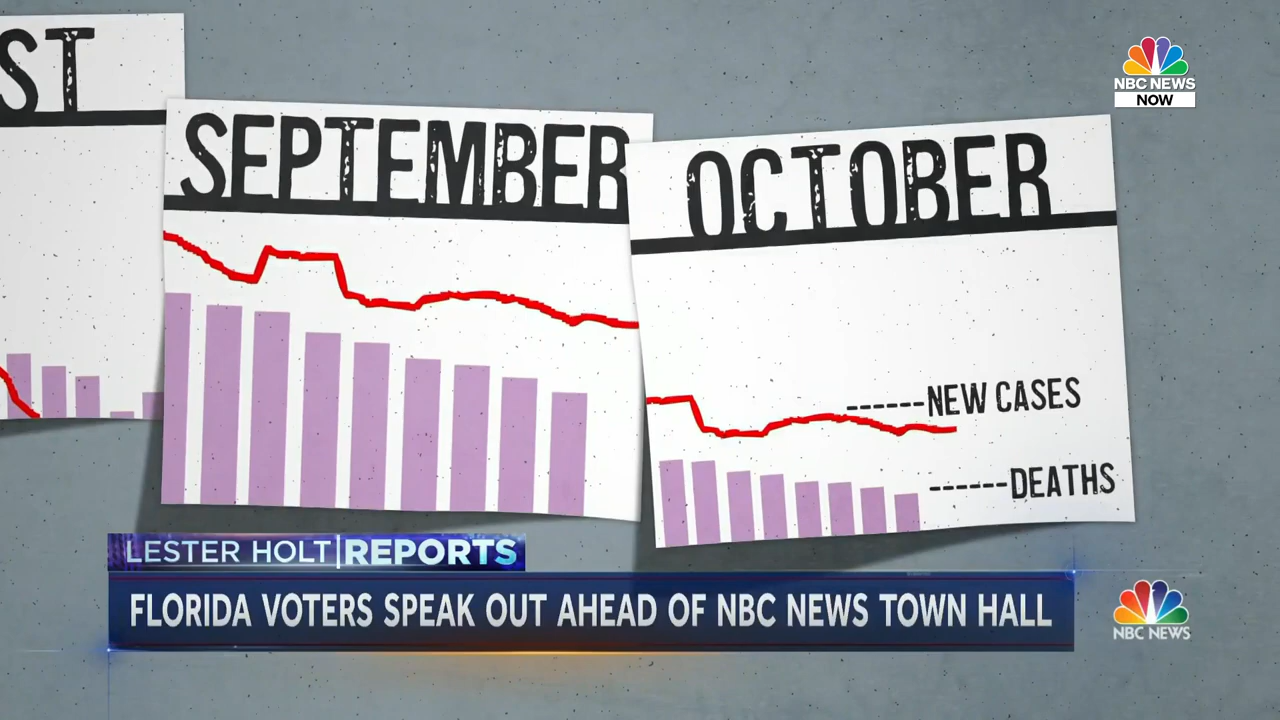 ST
SEPTEMBER
OCTOBER
NBC NEWS
NOW
------NEW CASES
------DEATHS
LESTER HOLT|REPORTS
FLORIDA VOTERS SPEAK OUT AHEAD OF NBC NEWS TOWN HALL
NBC NEWS